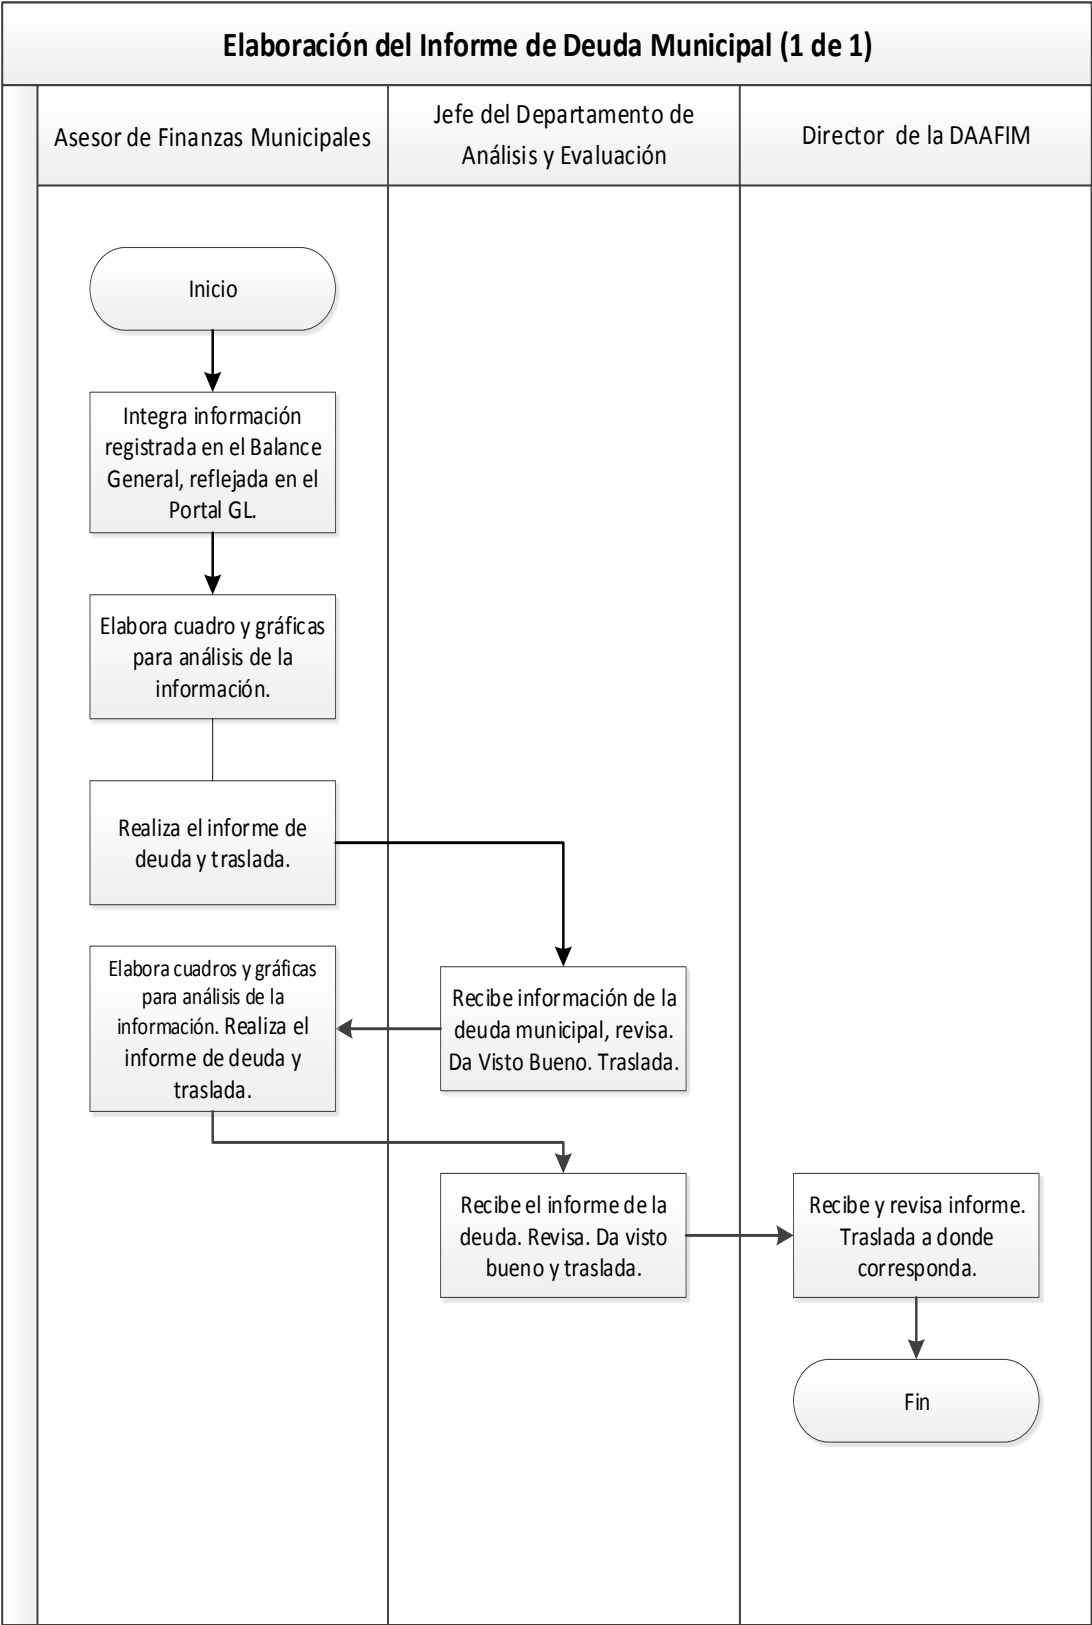 Elaboración del Informe de Deuda Municipal (1 de 1)
Asesor de Finanzas Municipales
Jefe del Departamento de
Análisis y Evaluación
Director de la DAAFIM
Inicio
Integra información
registrada en el Balance
General, reflejada en el
Portal GL.
Elabora cuadro y gráficas
para análisis de la
información.
Realiza el informe de
deuda y traslada.
Elabora cuadros y gráficas
para análisis de la
información. Realiza el
informe de deuda y
traslada.
Recibe información de la
deuda municipal, revisa.
Da Visto Bueno. Traslada.
Recibe el informe de la
deuda. Revisa. Da visto
bueno y traslada.
Recibe y revisa informe.
Traslada a donde
corresponda.
Fin